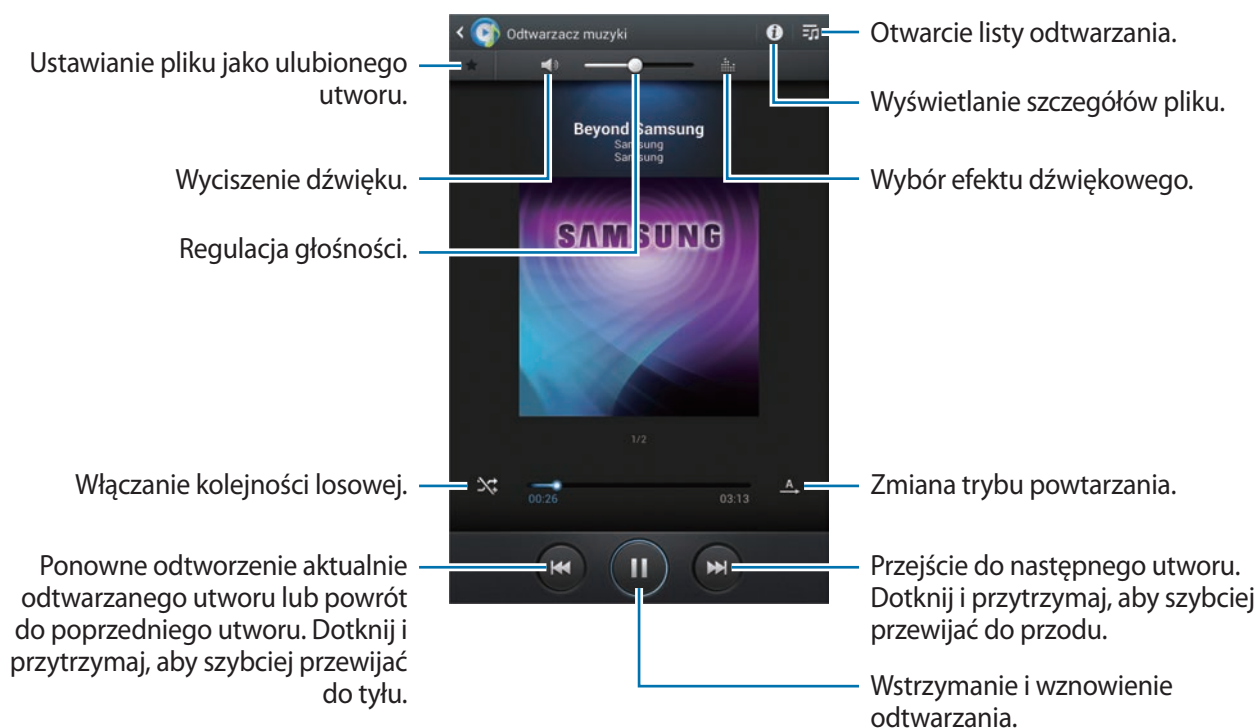 Odtwarzacz muzyki
Otwarcie listy odtwarzania.
Ustawianie pliku jako ulubionego
utworu.
Wyświetlanie szczegółów pliku.
Beyond Samsung
Samsung
Samsung
Wyciszenie dźwięku.
Wybór efektu dźwiękowego.
SAMSUNG
Regulacja głośności.
1/2
Włączanie kolejności losowej.
A
Zmiana trybu powtarzania.
00:26
03:13
Ponowne odtworzenie aktualnie
odtwarzanego utworu lub powrót
do poprzedniego utworu. Dotknij i
przytrzymaj, aby szybciej przewijać
do tyłu.
Przejście do następnego utworu.
Dotknij i przytrzymaj, aby szybciej
przewijać do przodu.
Wstrzymanie i wznowienie
odtwarzania.